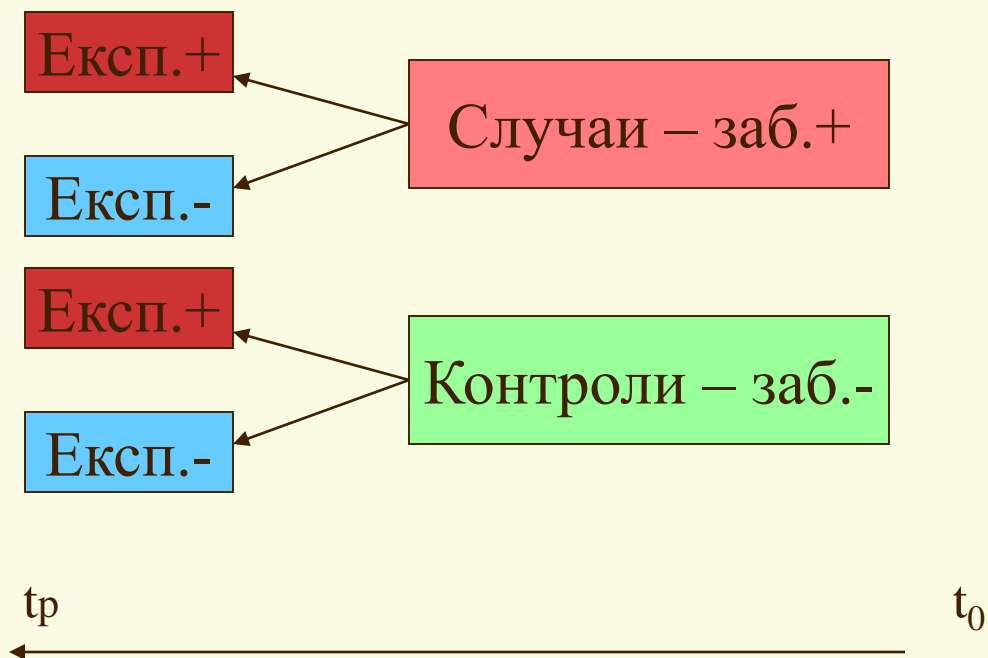 Експ.+
Случаи – заб.+
Експ.-
Експ.+
Контроли – заб.-
Експ.-
tp t₀